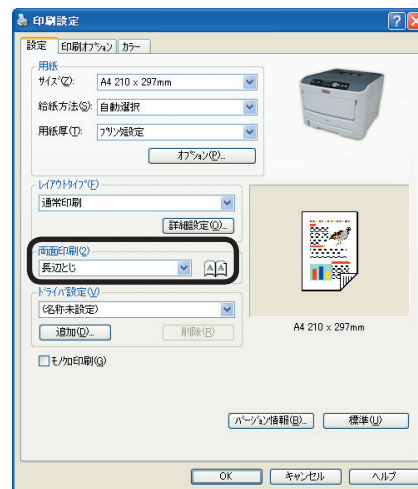 印刷設定
設定 印刷オプション カラー
用紙
サイズ(Z): A4 210 x 297mm
給紙方法(S): 自動選択
用紙厚(T): プリンタ設定
オプション(P)...
レイアウトタイプ(E)
通常印刷
詳細設定(O)...
両面印刷(2)
長辺とじ
ドライバ設定(V)
(名称未設定)
追加(D)... 削除(R)
A4 210 x 297mm
モノクロ印刷(G)
バージョン情報(B)... 標準(U)
OK キャンセル ヘルプ